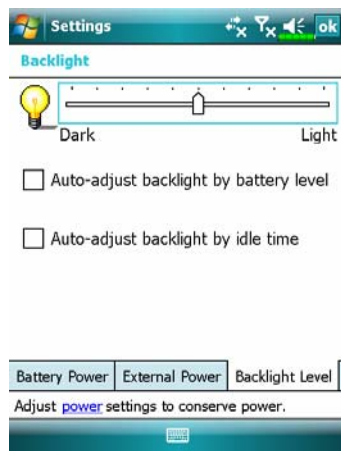 Settings ok
Backlight
Dark Light
Auto-adjust backlight by battery level
Auto-adjust backlight by idle time
Battery Power External Power Backlight Level
Adjust power settings to conserve power.